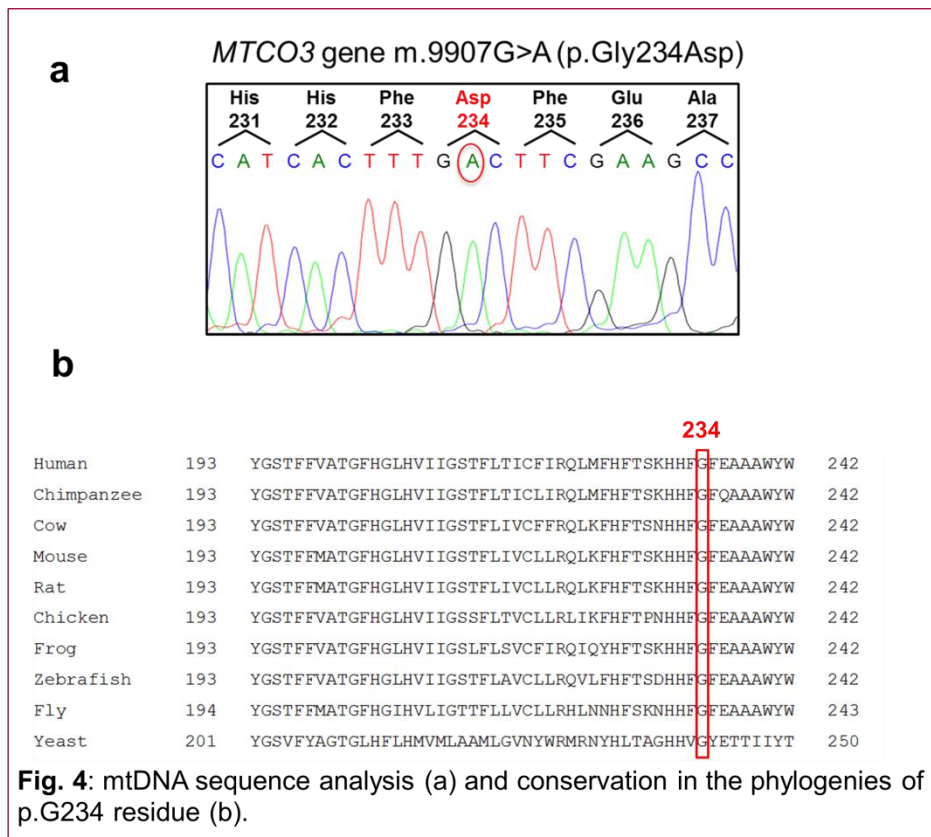 MTCO3 gene m.9907G>A (p.Gly234Asp)
a
His His Phe Asp Phe Glu Ala
231 232 233 234 235 236 237
C A T C A C T T T G A C T T C G A A G C C
b
234
Human 193 YGSTFFVATGFHGLHVIIGSTFLTICFIRQLMFHFTSKHHFGFEAAAWYW 242
Chimpanzee 193 YGSTFFVATGFHGLHVIIGSTFLTICLIRQLMFHFTSKHHFGFQAAAWYW 242
Cow 193 YGSTFFVATGFHGLHVIIGSTFLIVCFFRQLKFHFTSNHHFGFEAAAWYW 242
Mouse 193 YGSTFFMATGFHGLHVIIGSTFLIVCLLRQLKFHFTSKHHFGFEAAAWYW 242
Rat 193 YGSTFFMATGFHGLHVIIGSTFLIVCLLRQLKFHFTSKHHFGFEAAAWYW 242
Chicken 193 YGSTFFVATGFHGLHVIIGSSFLTVCLLRLIKFHFTPNHHFGFEAAAWYW 242
Frog 193 YGSTFFVATGFHGLHVIIGSLFLSVCFIRQIQYHFTSKHHFGFEAAAWYW 242
Zebrafish 193 YGSTFFVATGFHGLHVIIGSTFLAVCLLRQVLFHFTSDHHFGFEAAAWYW 242
Fly 194 YGSTFFMATGFHGIHVLIGTTFLLVCLLRHLNNHFSKNHHFGFEAAAWYW 243
Yeast 201 YGSVFYAGTGLHFLHMVMLAAMLGVNYWRMRNYHLTAGHHVGYETTIIYT 250
Fig. 4: mtDNA sequence analysis (a) and conservation in the phylogenies of
p.G234 residue (b).